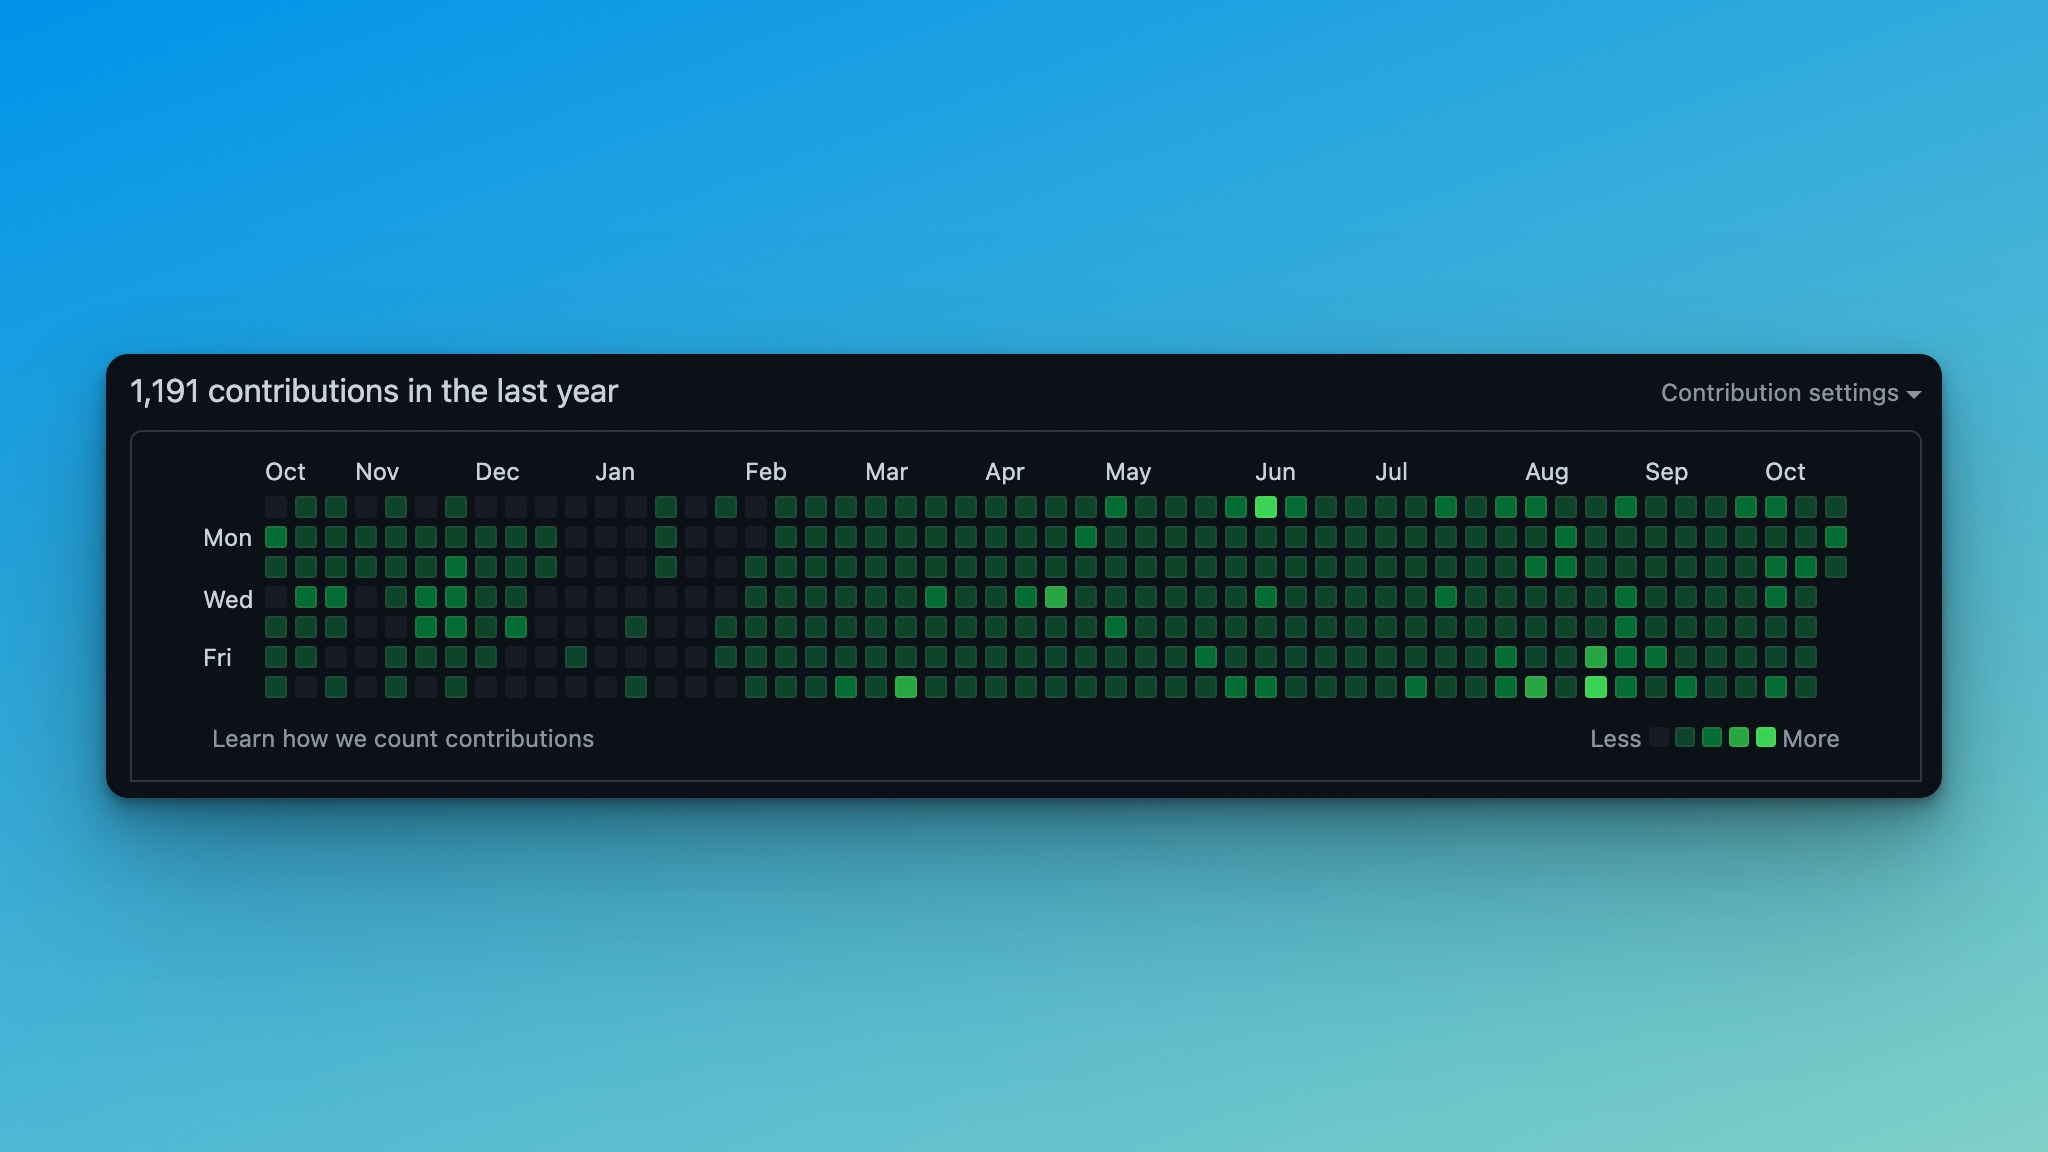 1,191 contributions in the last year
Contribution settings
Oct Nov Dec Jan Feb Mar Apr May Jun Jul Aug Sep Oct
Mon
Wed
Fri
Learn how we count contributions
Less More